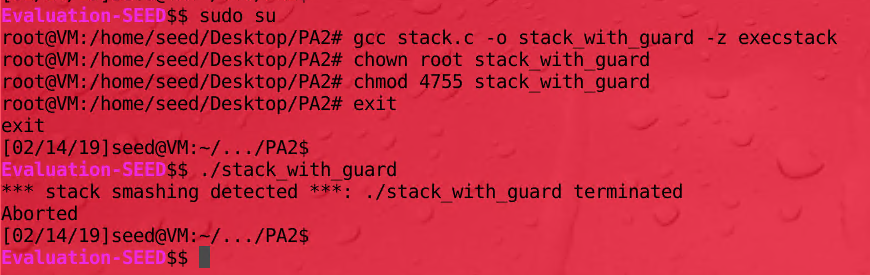 Evaluation-SEED$$ sudo su
root@VM:/home/seed/Desktop/PA2# gcc stack.c -o stack_with_guard -z execstack
root@VM:/home/seed/Desktop/PA2# chown root stack_with_guard
root@VM:/home/seed/Desktop/PA2# chmod 4755 stack_with_guard
root@VM:/home/seed/Desktop/PA2# exit
exit
[02/14/19]seed@VM:~/.../PA2$
Evaluation-SEED$$ ./stack_with_guard
*** stack smashing detected ***: ./stack_with_guard terminated
Aborted
[02/14/19]seed@VM:~/.../PA2$
Evaluation-SEED$$